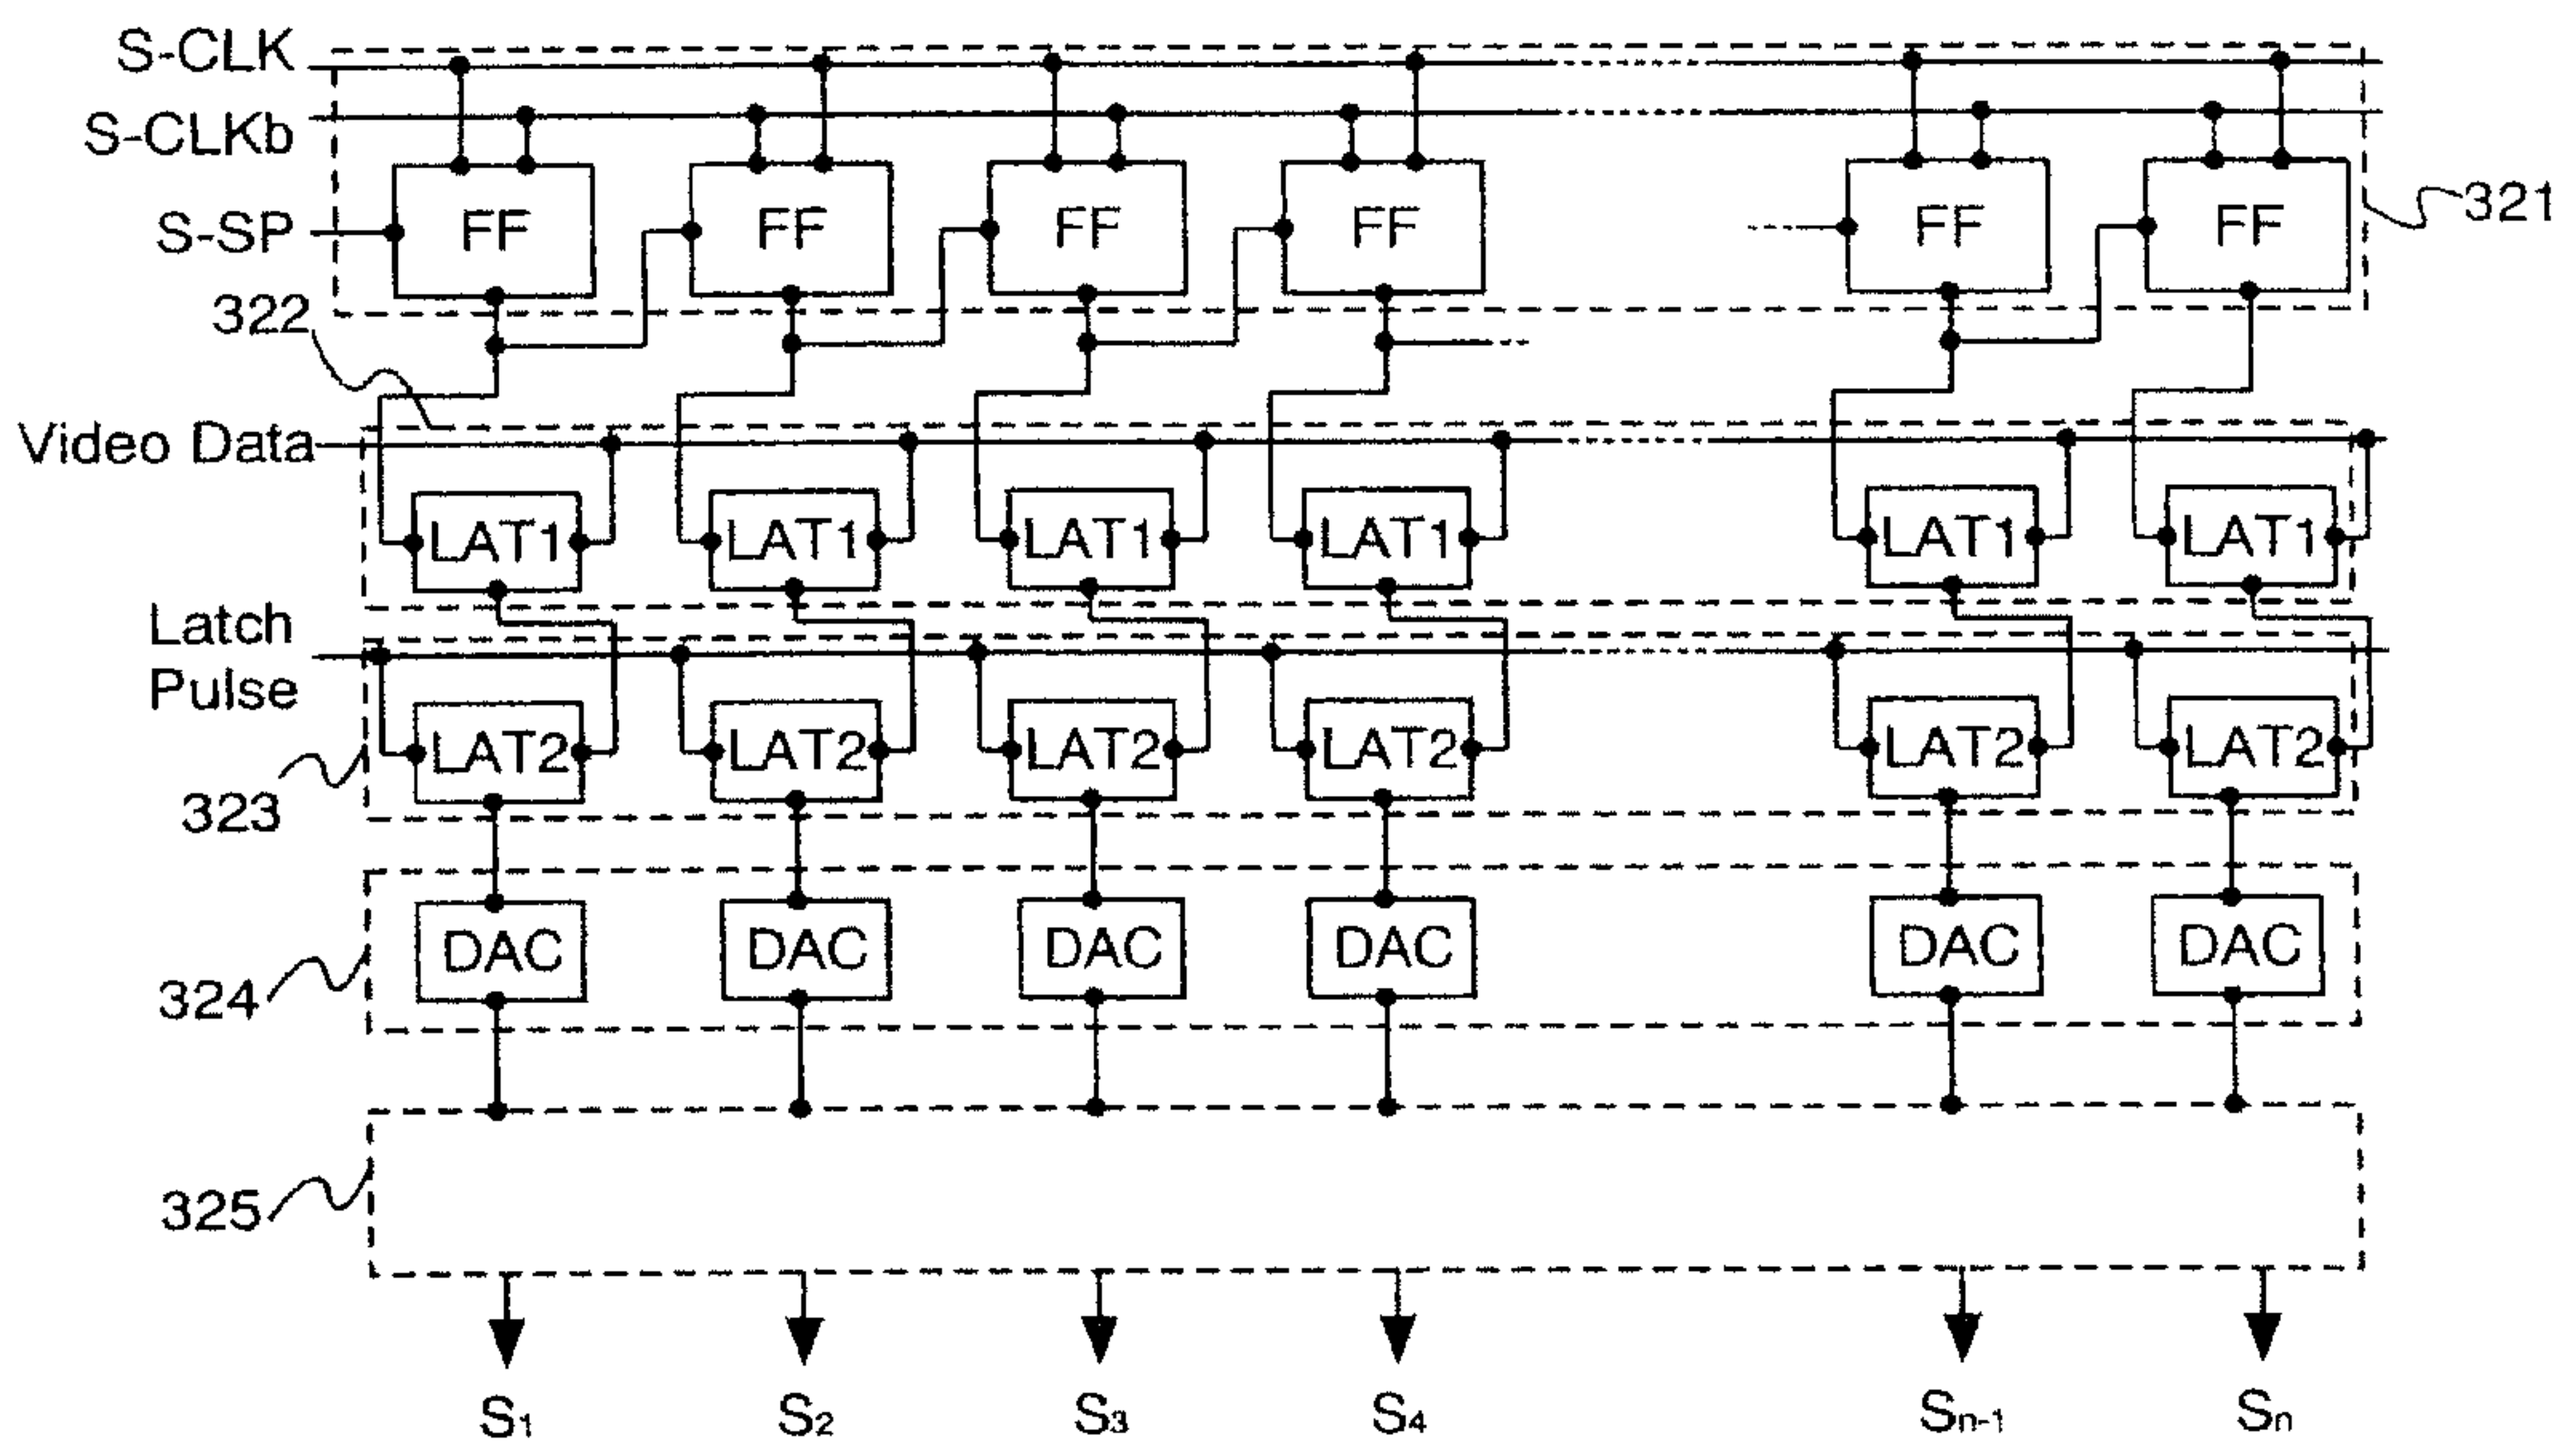 S-CLK
S-CLKb
S-SP
FF FF FF FF FF FF
321
322
Video Data
LAT1 LAT1 LAT1 LAT1 LAT1 LAT1
Latch
Pulse
LAT2 LAT2 LAT2 LAT2 LAT2 LAT2
323
DAC DAC DAC DAC DAC DAC
324
325
S1 S2 S3 S4 Sn-1 Sn